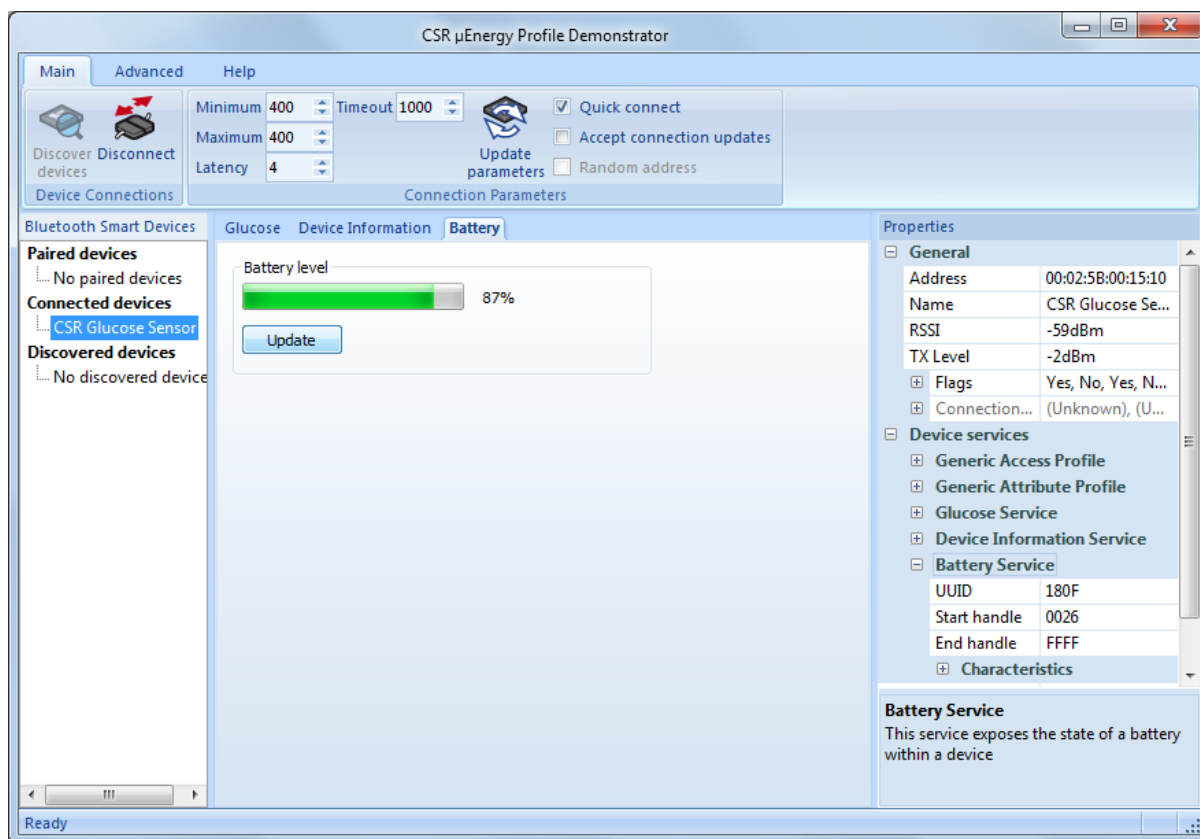 CSR µEnergy Profile Demonstrator
Main Advanced Help
Discover devices
Disconnect
Device Connections
Minimum 400 Timeout 1000
Maximum 400
Latency 4
Update parameters
Quick connect
Accept connection updates
Random address
Connection Parameters
Bluetooth Smart Devices
Paired devices
No paired devices
Connected devices
CSR Glucose Sensor
Discovered devices
No discovered device
Glucose Device Information Battery
Battery level
87%
Update
Properties
General
Address 00:02:5B:00:15:10
Name CSR Glucose Se...
RSSI -59dBm
TX Level -2dBm
Flags Yes, No, Yes, N...
Connection... (Unknown), (U...
Device services
Generic Access Profile
Generic Attribute Profile
Glucose Service
Device Information Service
Battery Service
UUID 180F
Start handle 0026
End handle FFFF
Characteristics
Battery Service
This service exposes the state of a battery
within a device
Ready